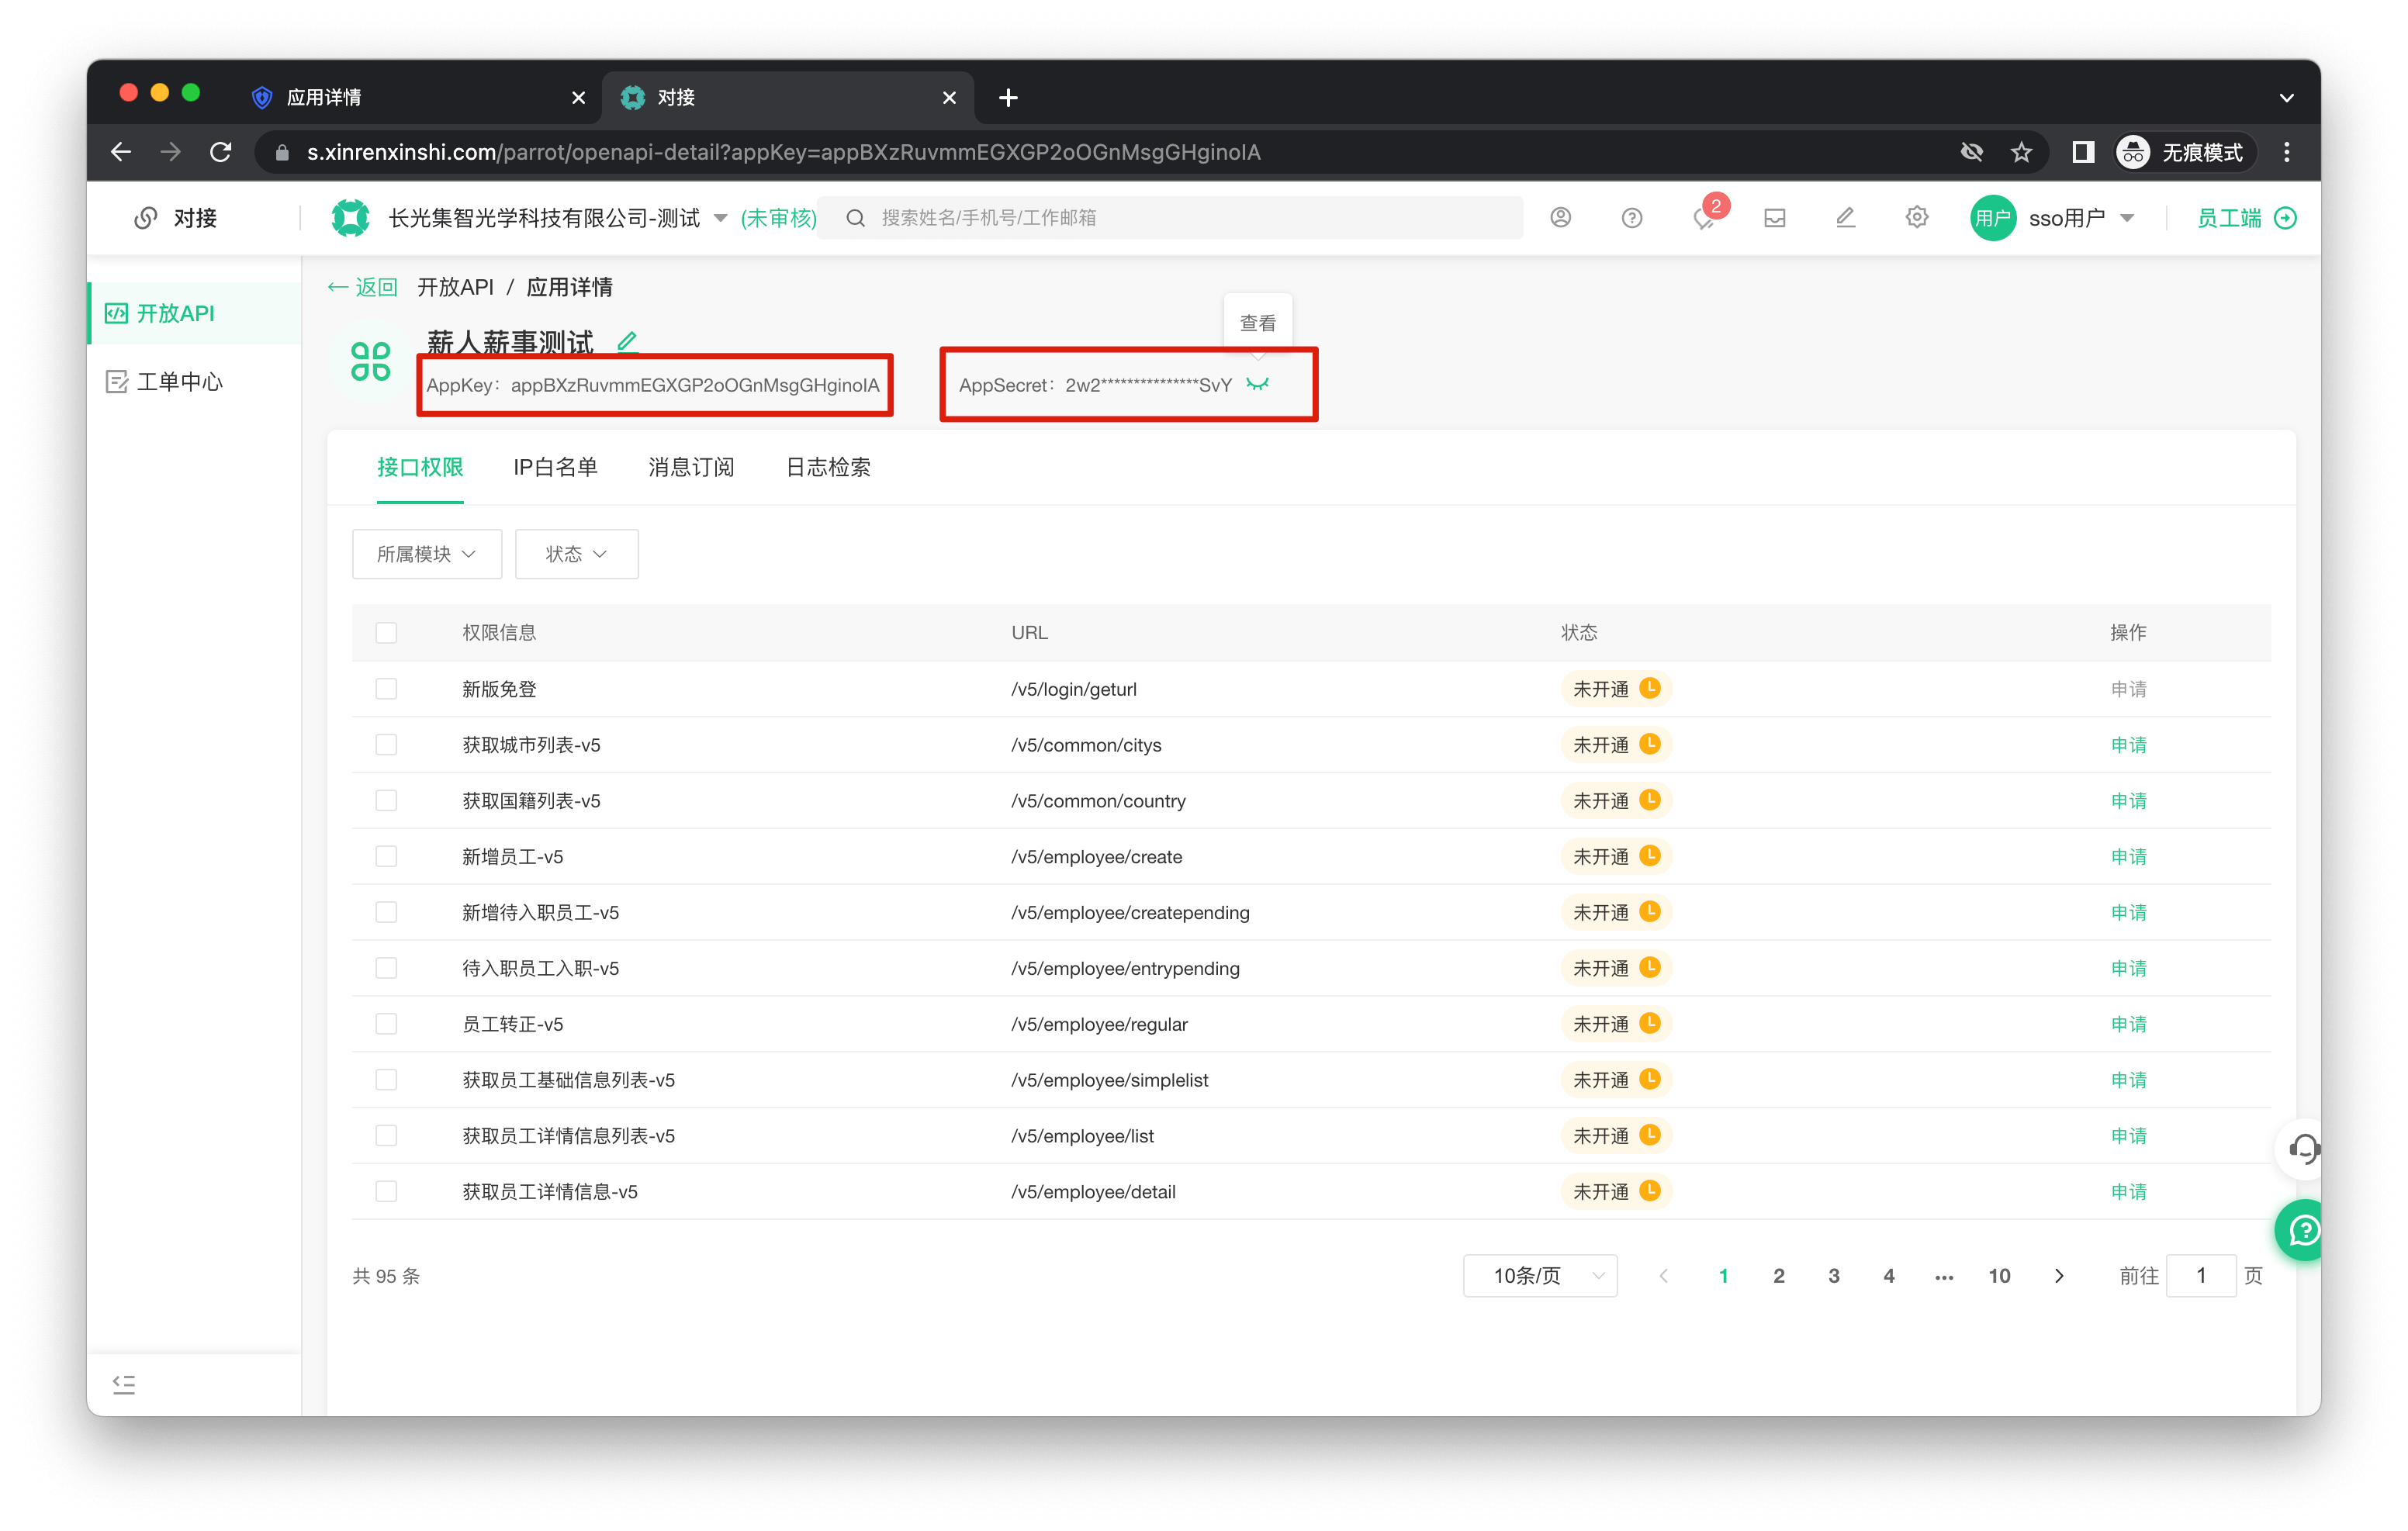 应用详情
对接
s.xinrenxinshi.com/parrot/openapi-detail?appKey=appBXzRuvmmEGXGP2oOGnMsgGHginolA
无痕模式
对接
长光集智光学科技有限公司-测试 (未审核)
搜索姓名/手机号/工作邮箱
2
用户 sso用户
员工端
开放API
工单中心
返回 开放API / 应用详情
查看
薪人薪事测试
AppKey: appBXzRuvmmEGXGP2oOGnMsgGHginolA
AppSecret: 2w2***************SvY
接口权限 IP白名单 消息订阅 日志检索
所属模块 状态
权限信息 URL 状态 操作
新版免登 /v5/login/geturl 未开通 申请
获取城市列表-v5 /v5/common/citys 未开通 申请
获取国籍列表-v5 /v5/common/country 未开通 申请
新增员工-v5 /v5/employee/create 未开通 申请
新增待入职员工-v5 /v5/employee/createpending 未开通 申请
待入职员工入职-v5 /v5/employee/entrypending 未开通 申请
员工转正-v5 /v5/employee/regular 未开通 申请
获取员工基础信息列表-v5 /v5/employee/simplelist 未开通 申请
获取员工详情信息列表-v5 /v5/employee/list 未开通 申请
获取员工详情信息-v5 /v5/employee/detail 未开通 申请
共 95 条
10条/页 1 2 3 4 ... 10 前往 1 页